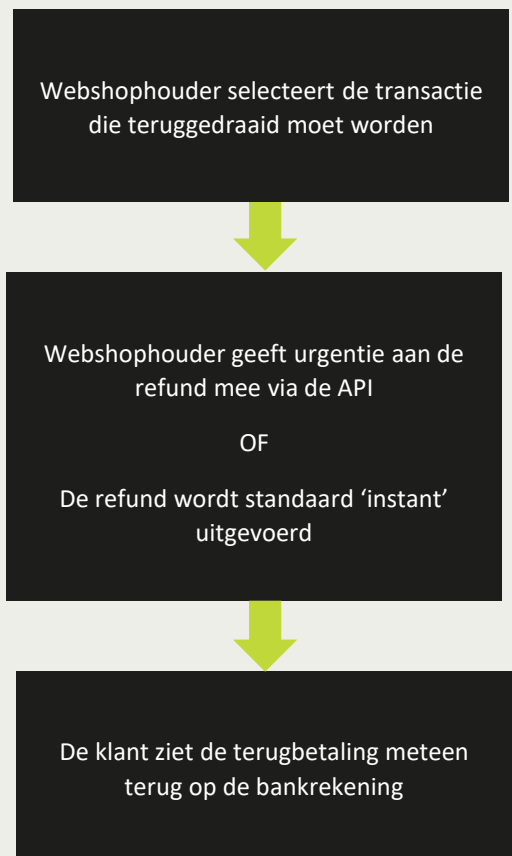 Webshophouder selecteert de transactie
die teruggedraaid moet worden
Webshophouder geeft urgentie aan de
refund mee via de API
OF
De refund wordt standaard ‘instant’
uitgevoerd
De klant ziet de terugbetaling meteen
terug op de bankrekening